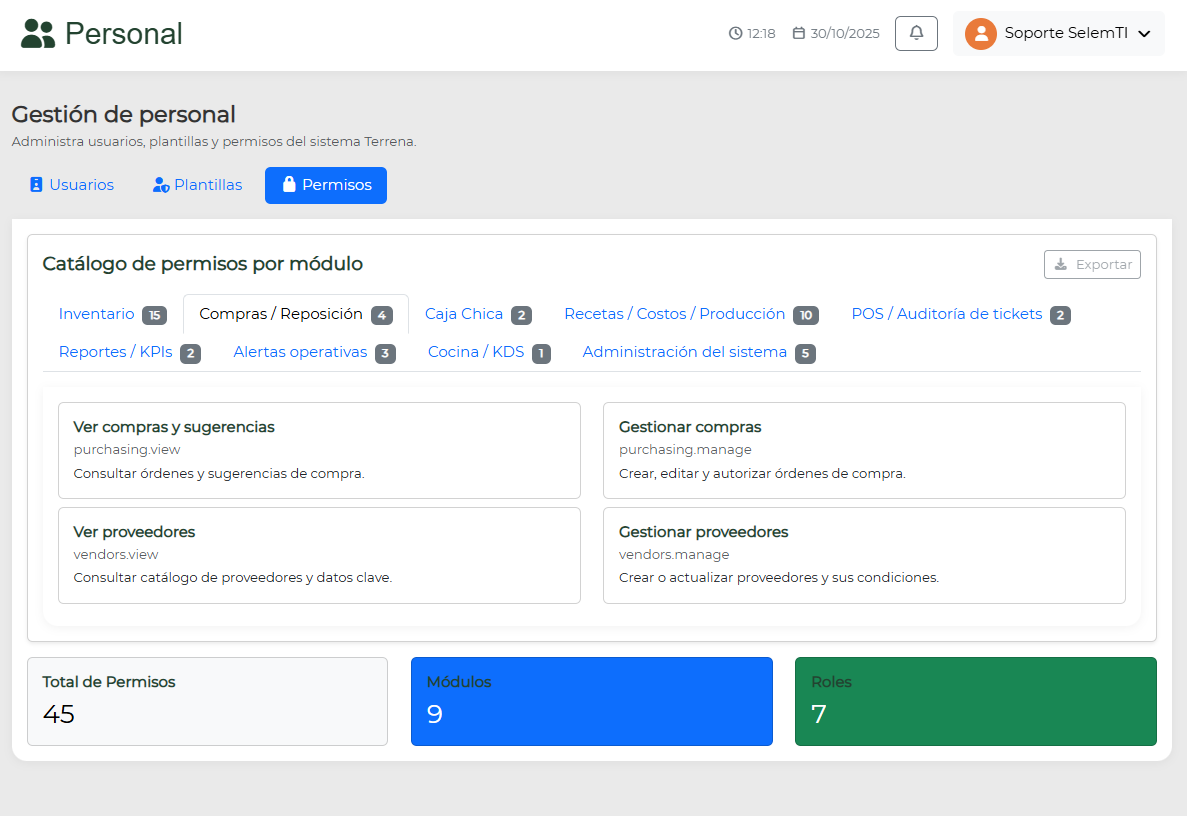 Personal
12:18 30/10/2025 Soporte SelemTI
Gestión de personal
Administra usuarios, plantillas y permisos del sistema Terrena.
Usuarios Plantillas Permisos
Catálogo de permisos por módulo Exportar
Inventario 15 Compras / Reposición 4 Caja Chica 2 Recetas / Costos / Producción 10 POS / Auditoría de tickets 2
Reportes / KPIs 2 Alertas operativas 3 Cocina / KDS 1 Administración del sistema 5
Ver compras y sugerencias
purchasing.view
Consultar órdenes y sugerencias de compra.
Gestionar compras
purchasing.manage
Crear, editar y autorizar órdenes de compra.
Ver proveedores
vendors.view
Consultar catálogo de proveedores y datos clave.
Gestionar proveedores
vendors.manage
Crear o actualizar proveedores y sus condiciones.
Total de Permisos
45
Módulos
9
Roles
7